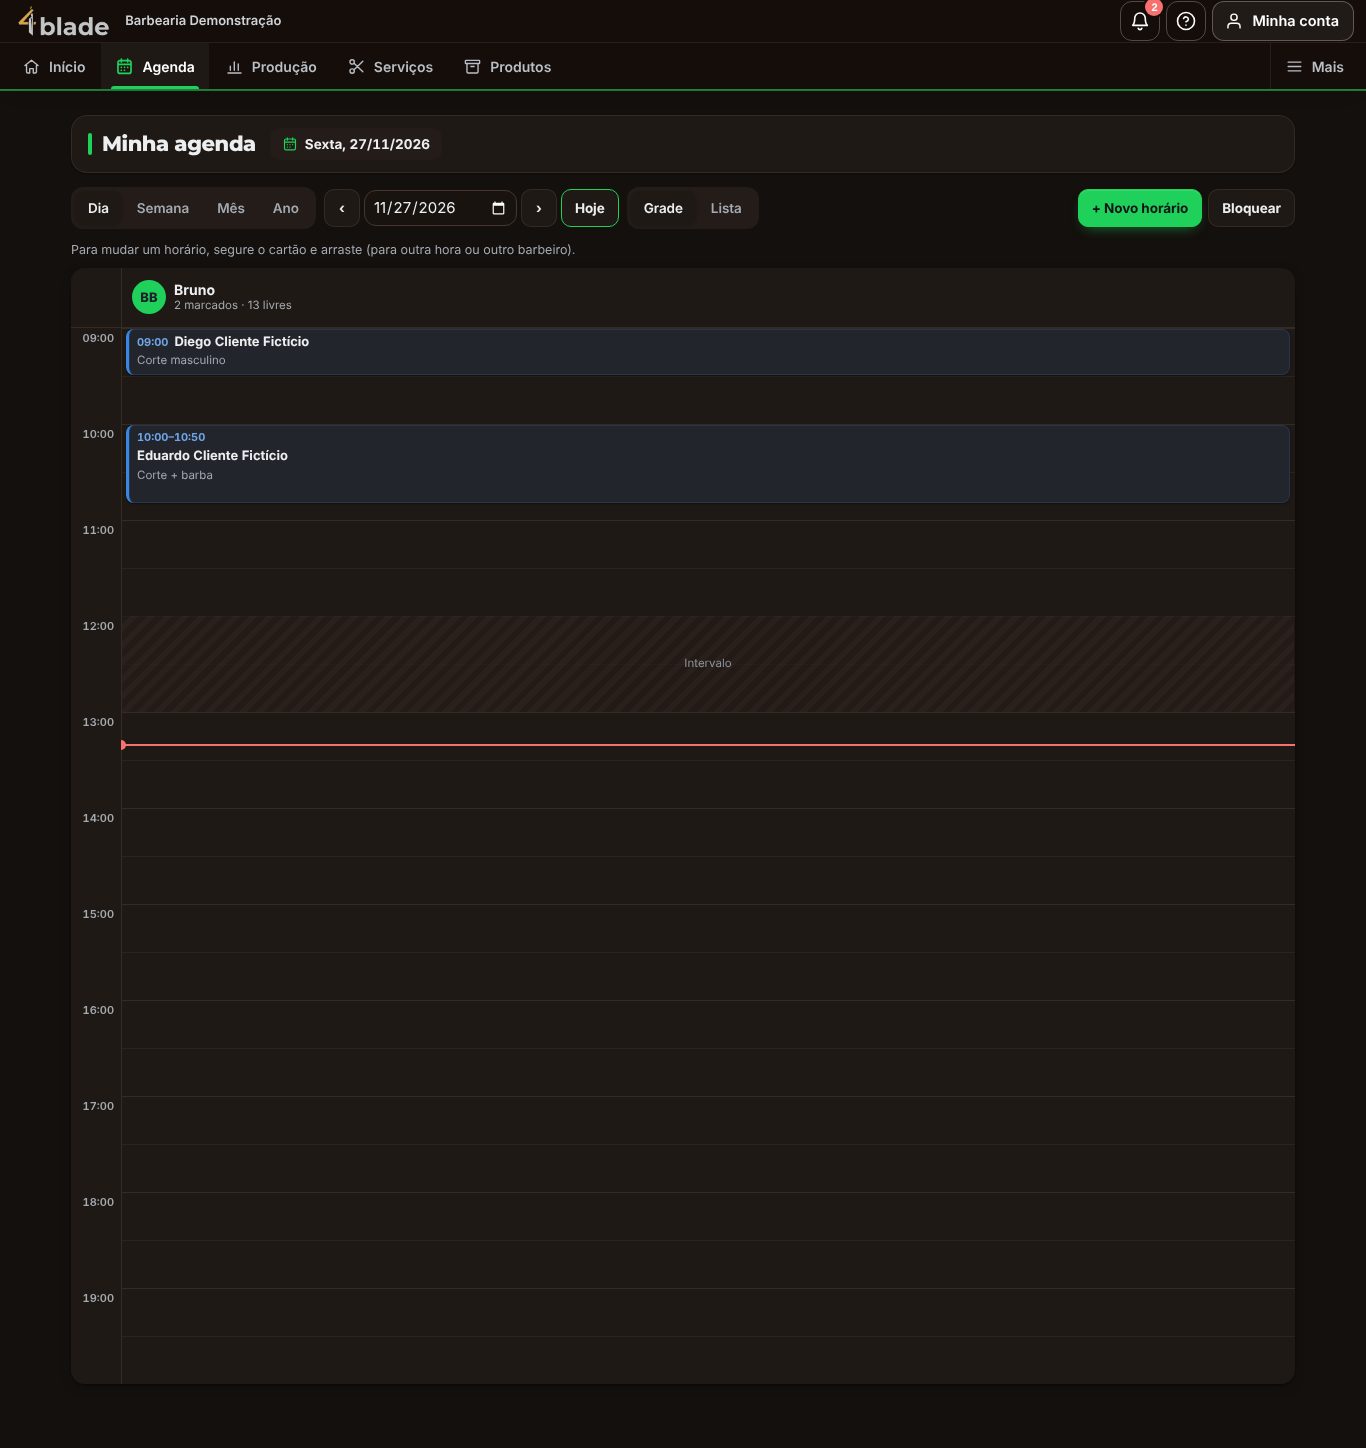 4blade
Barbearia Demonstração
2
Minha conta
Início
Agenda
Produção
Serviços
Produtos
Mais
Minha agenda
Sexta, 27/11/2026
Dia
Semana
Mês
Ano
‹
11/27/2026
›
Hoje
Grade
Lista
+ Novo horário
Bloquear
Para mudar um horário, segure o cartão e arraste (para outra hora ou outro barbeiro).
BB
Bruno
2 marcados · 13 livres
09:00
09:00 Diego Cliente Fictício
Corte masculino
10:00
10:00–10:50
Eduardo Cliente Fictício
Corte + barba
11:00
12:00
Intervalo
13:00
14:00
15:00
16:00
17:00
18:00
19:00